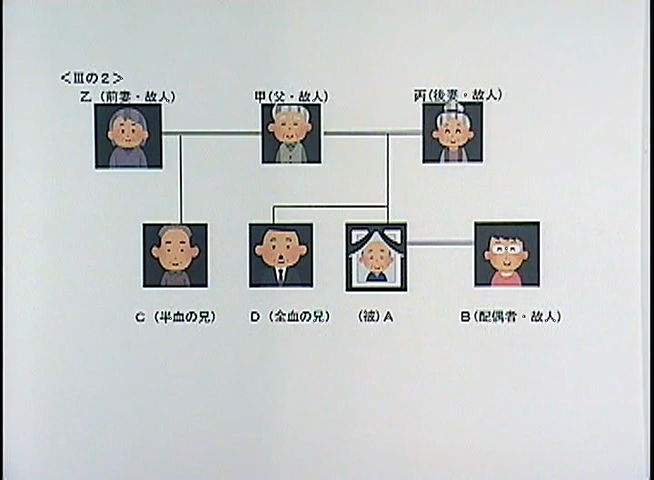 ＜Ⅲの２＞
乙（前妻・故人） 甲(父・故人) 丙(後妻・故人)
C（半血の兄） D（全血の兄） (被)A B(配偶者・故人)